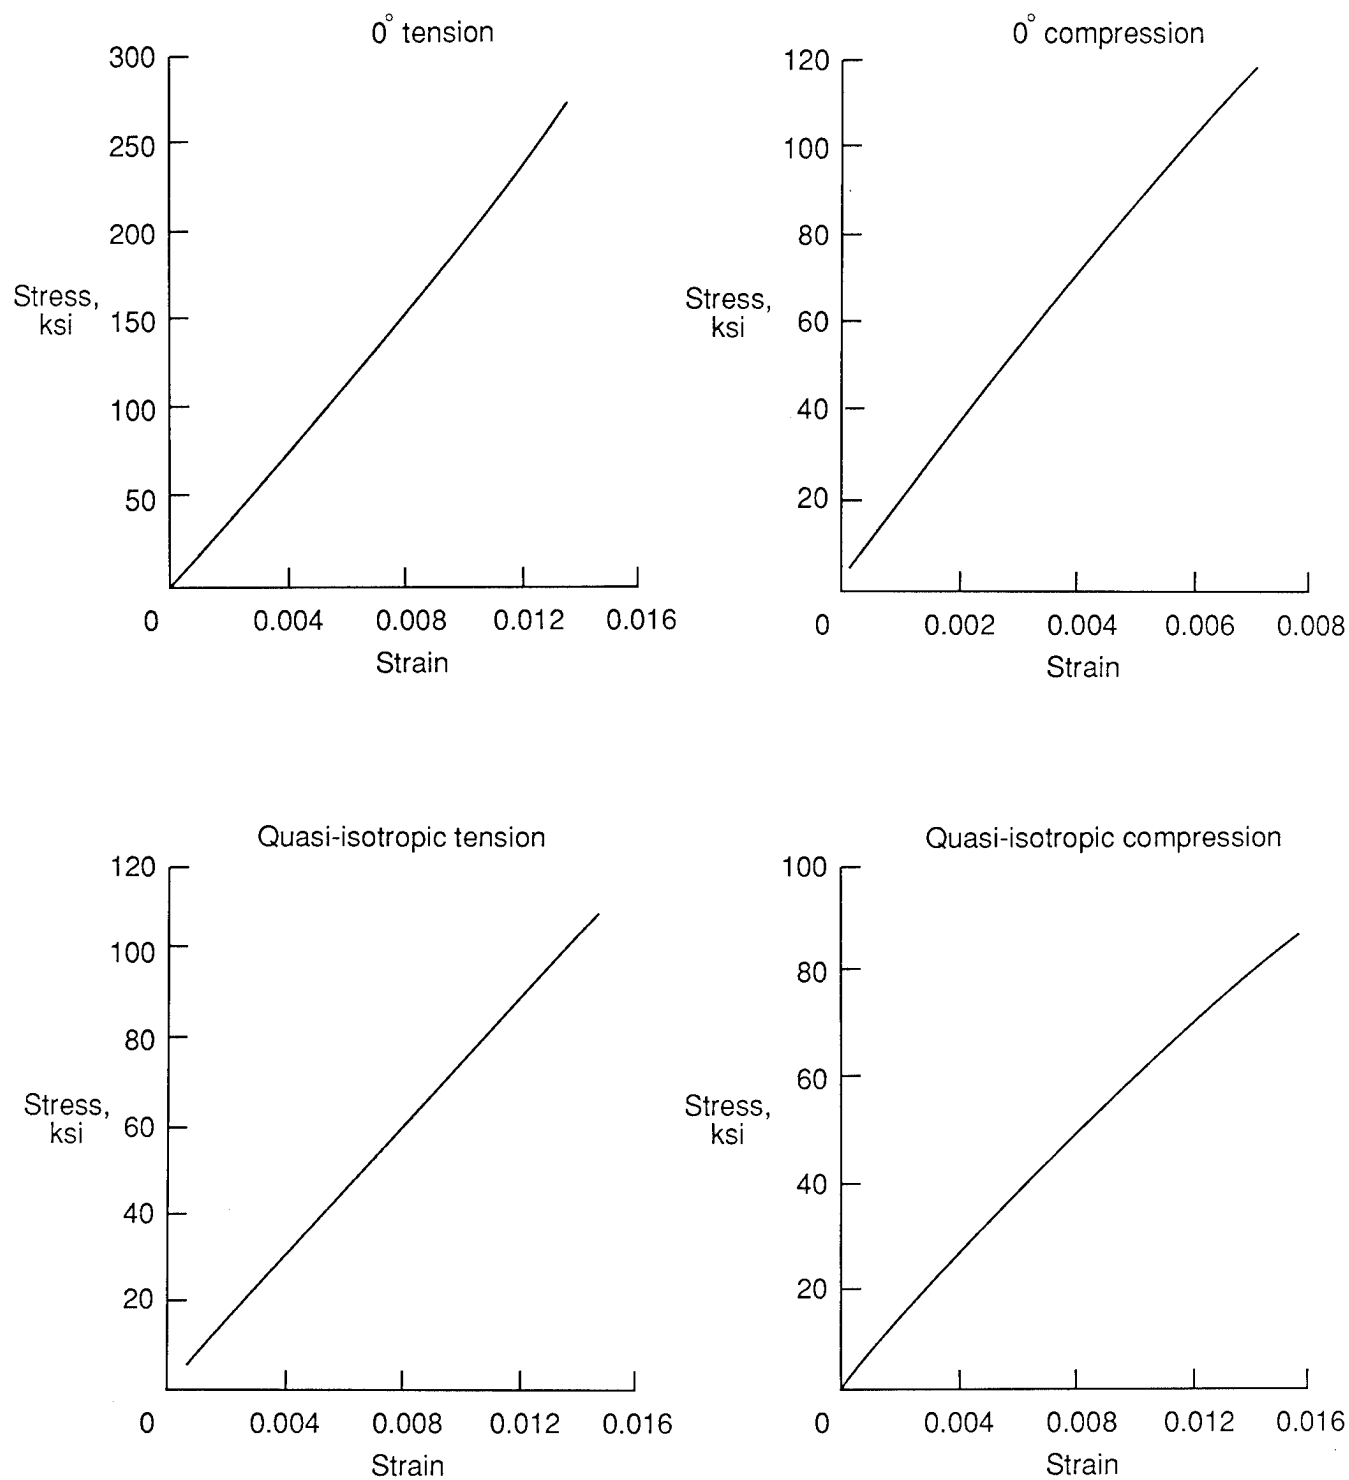 0° tension
300
250
200
150
100
50
Stress,
ksi
0 0.004 0.008 0.012 0.016
Strain
0° compression
120
100
80
60
40
20
Stress,
ksi
0 0.002 0.004 0.006 0.008
Strain
Quasi-isotropic tension
120
100
80
60
40
20
Stress,
ksi
0 0.004 0.008 0.012 0.016
Strain
Quasi-isotropic compression
100
80
60
40
20
Stress,
ksi
0 0.004 0.008 0.012 0.016
Strain